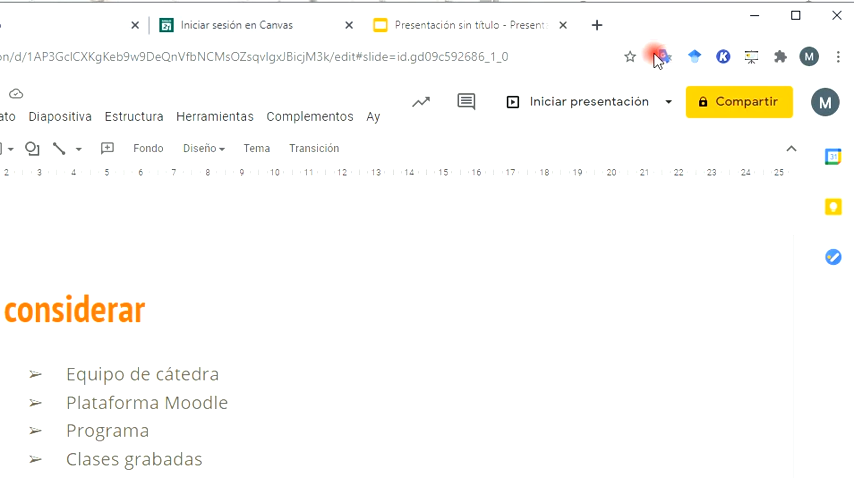 Iniciar sesión en Canvas
Presentación sin título - Present
on/d/1AP3GclCXKgKeb9w9DeQnVfbNCMsOZsqvIgxJBicjM3k/edit#slide=id.gd09c592686_1_0
K
M
ato Diapositiva Estructura Herramientas Complementos Ay
Iniciar presentación
Compartir
M
Fondo Diseño Tema Transición
2 3 4 5 6 7 8 9 10 11 12 13 14 15 16 17 18 19 20 21 22 23 24 25
31
considerar
➢ Equipo de cátedra
➢ Plataforma Moodle
➢ Programa
➢ Clases grabadas